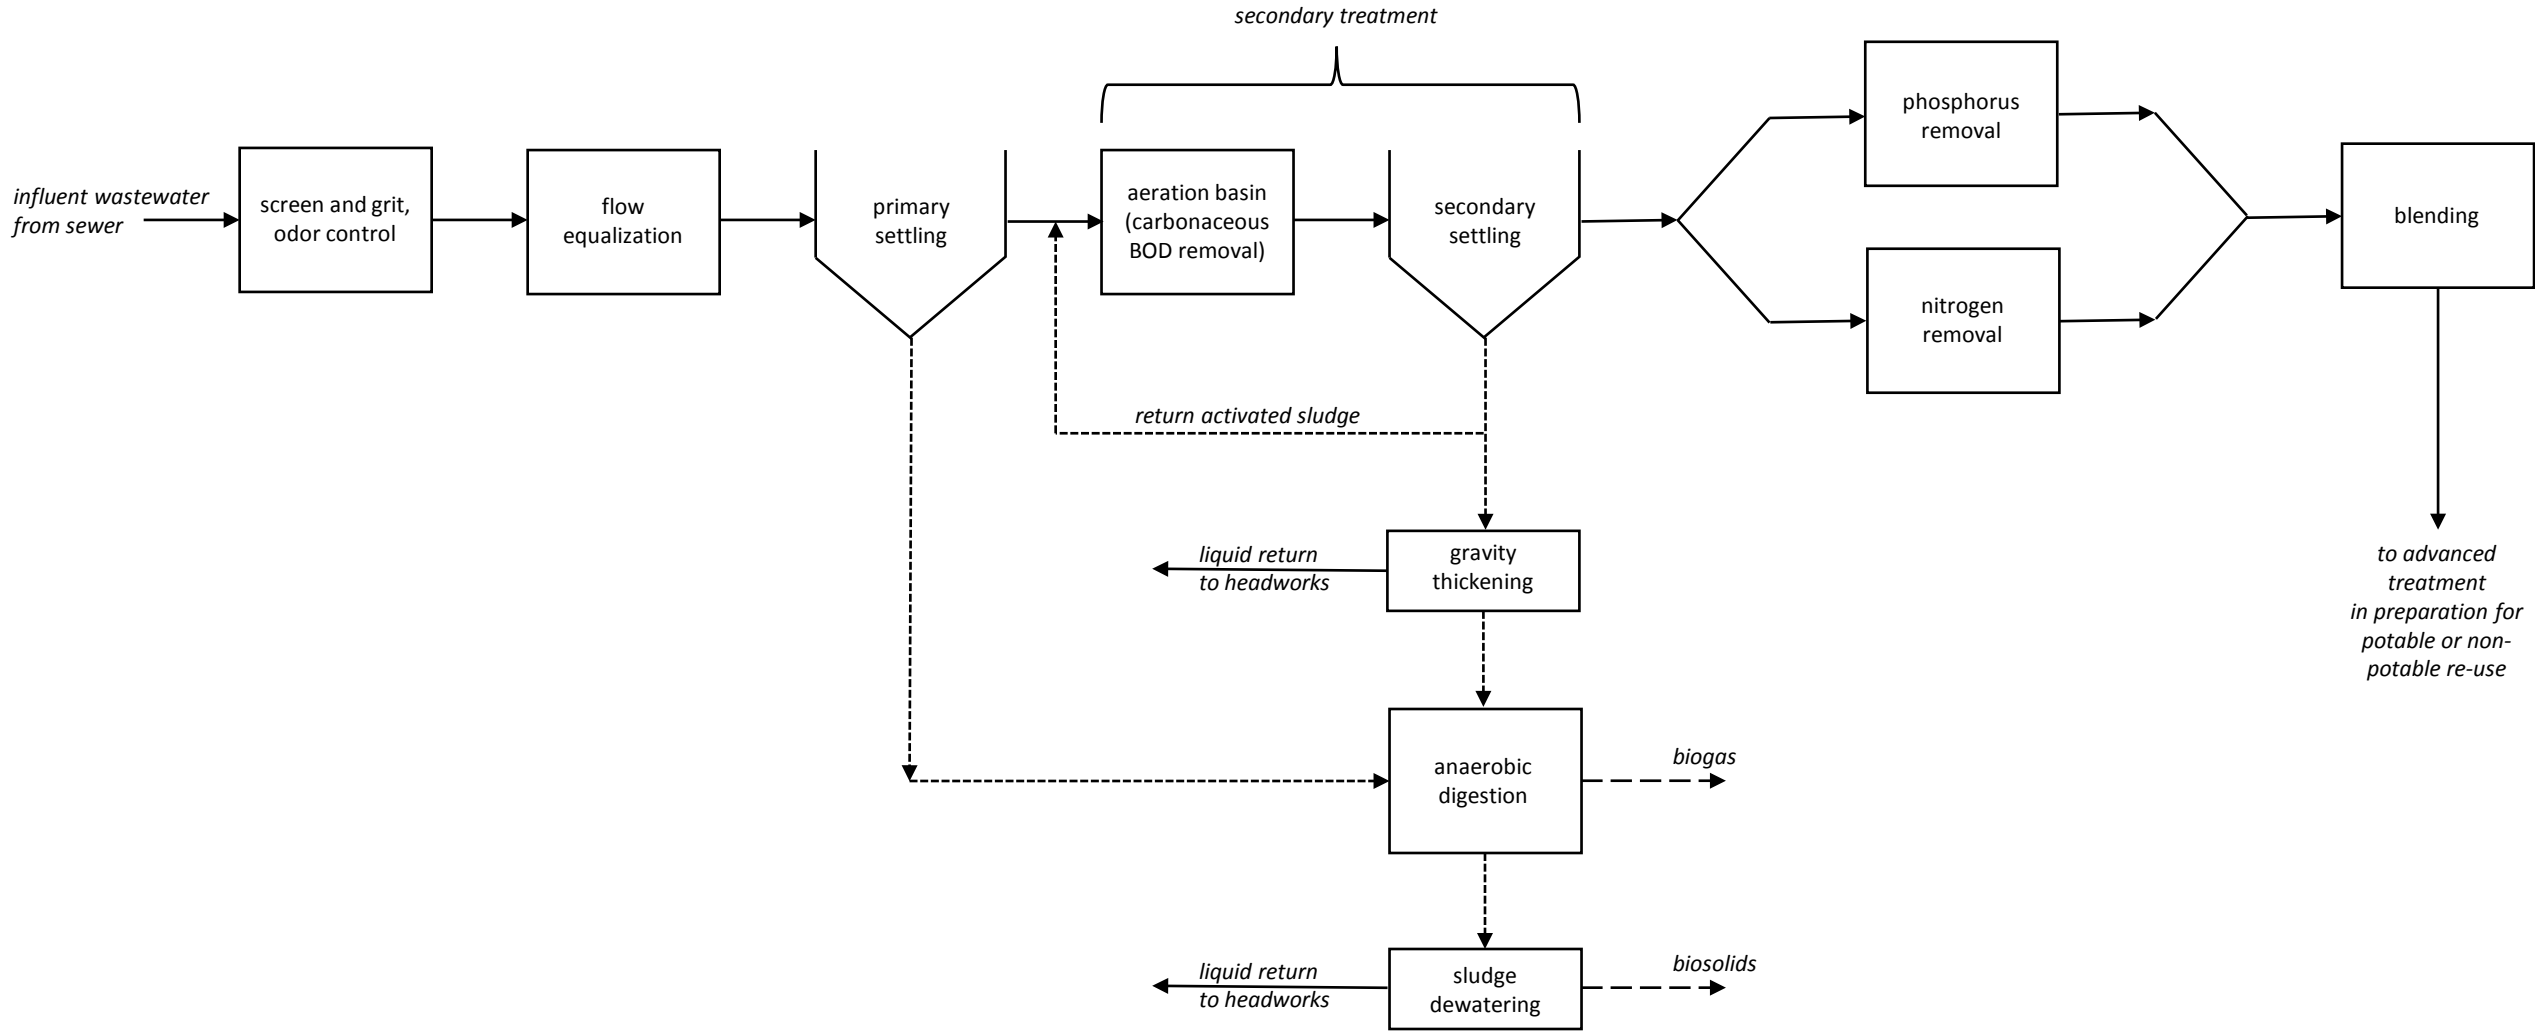 secondary treatment
influent wastewater
from sewer
screen and grit,
odor control
flow
equalization
primary
settling
aeration basin
(carbonaceous
BOD removal)
secondary
settling
phosphorus
removal
nitrogen
removal
blending
return activated sludge
gravity
thickening
liquid return
to headworks
to advanced
treatment
in preparation for
potable or non-
potable re-use
anaerobic
digestion
biogas
sludge
dewatering
liquid return
to headworks
biosolids